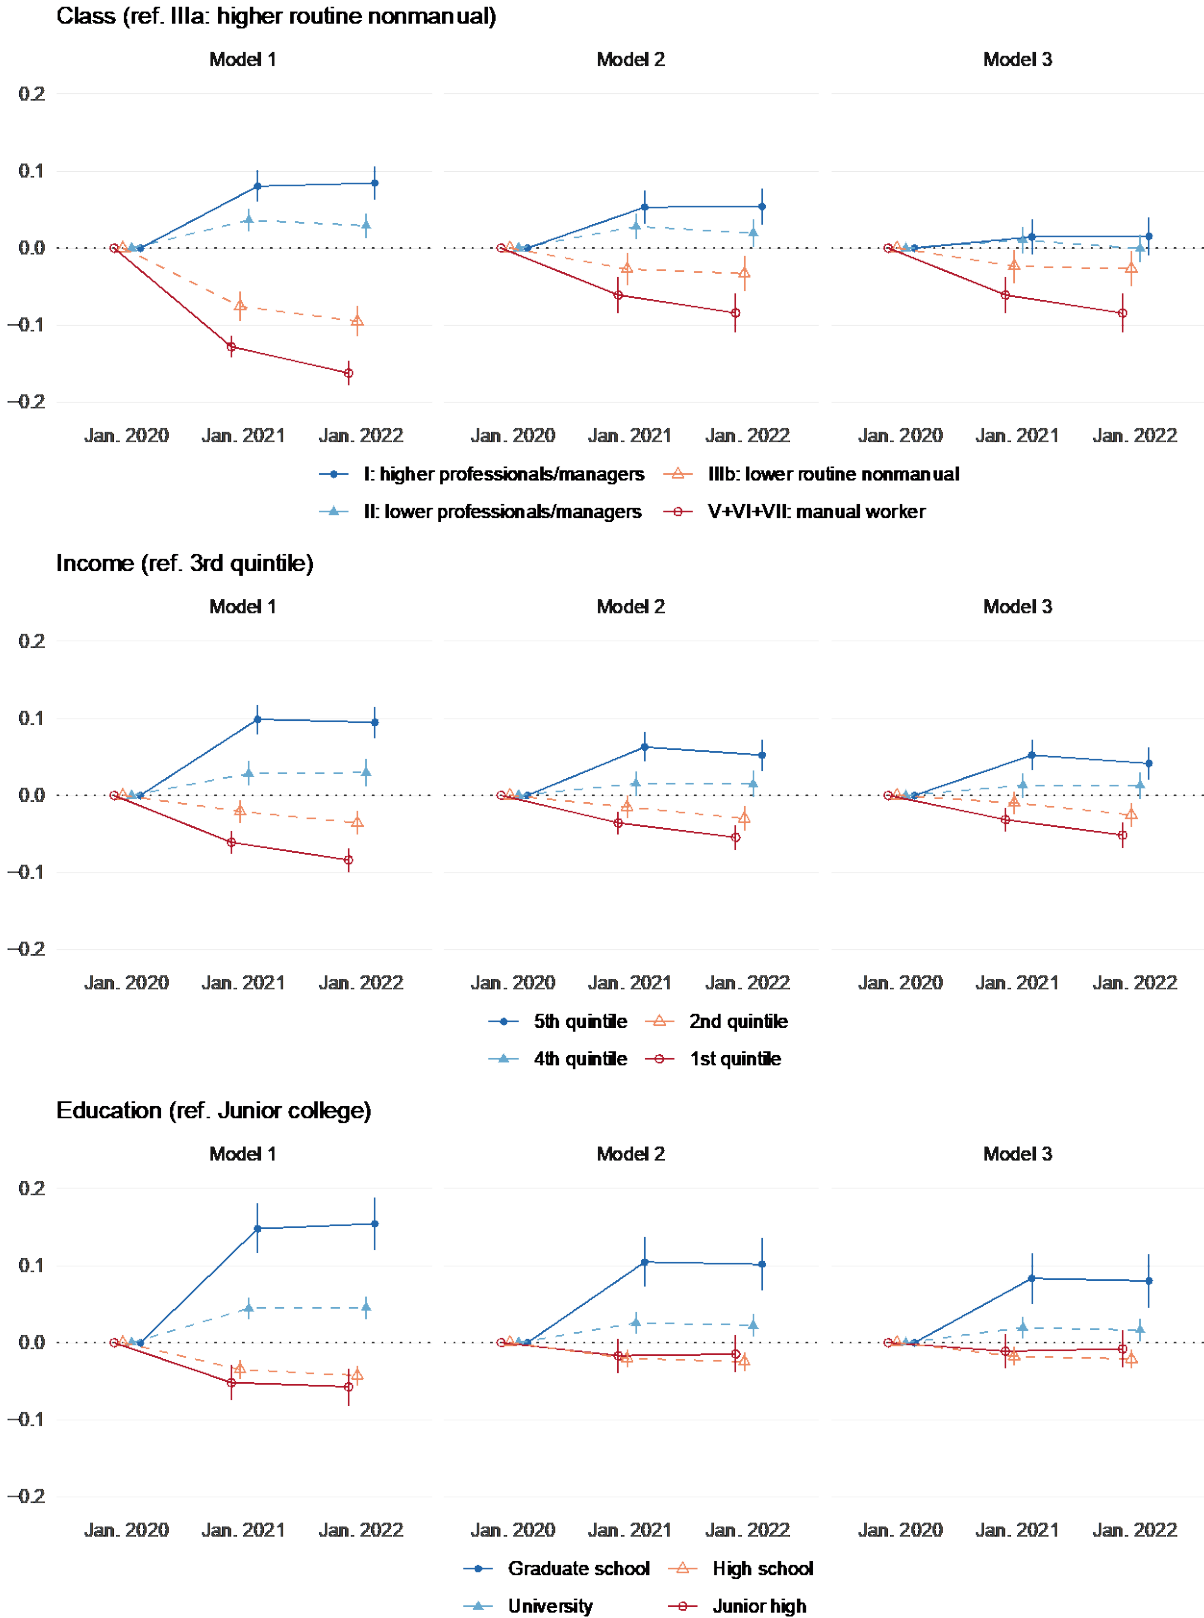 Class (ref. IIIa: higher routine nonmanual)
Model 1 Model 2 Model 3
0.2
0.1
0.0
−0.1
−0.2
Jan. 2020 Jan. 2021 Jan. 2022 Jan. 2020 Jan. 2021 Jan. 2022 Jan. 2020 Jan. 2021 Jan. 2022
I: higher professionals/managers IIIb: lower routine nonmanual
II: lower professionals/managers V+VI+VII: manual worker
Income (ref. 3rd quintile)
Model 1 Model 2 Model 3
0.2
0.1
0.0
−0.1
−0.2
Jan. 2020 Jan. 2021 Jan. 2022 Jan. 2020 Jan. 2021 Jan. 2022 Jan. 2020 Jan. 2021 Jan. 2022
5th quintile 2nd quintile
4th quintile 1st quintile
Education (ref. Junior college)
Model 1 Model 2 Model 3
0.2
0.1
0.0
−0.1
−0.2
Jan. 2020 Jan. 2021 Jan. 2022 Jan. 2020 Jan. 2021 Jan. 2022 Jan. 2020 Jan. 2021 Jan. 2022
Graduate school High school
University Junior high